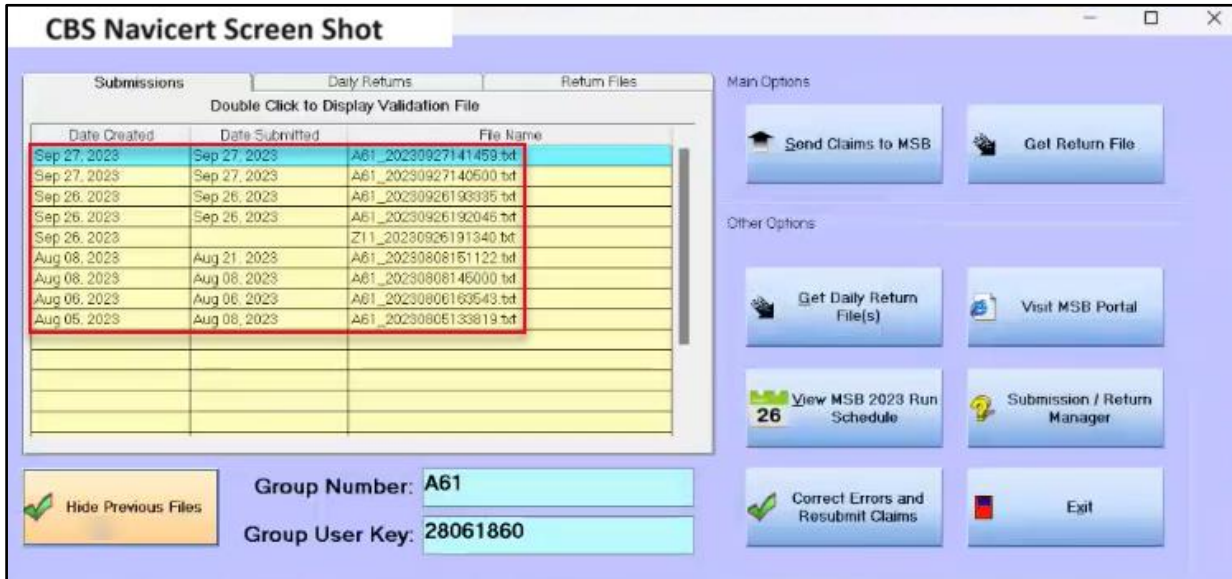 CBS Navicert Screen Shot
Submissions Daily Returns Return Files
Double Click to Display Validation File
Date Created Date Submitted File Name
Sep 27, 2023 Sep 27, 2023 A61_20230927141459.txt
Sep 27, 2023 Sep 27, 2023 A61_20230927140500.txt
Sep 26, 2023 Sep 26, 2023 A61_20230926193335.txt
Sep 26, 2023 Sep 26, 2023 A61_20230926192046.txt
Sep 26, 2023 Z11_20230926191340.txt
Aug 08, 2023 Aug 21, 2023 A61_20230808151122.txt
Aug 08, 2023 Aug 08, 2023 A61_20230808145000.txt
Aug 06, 2023 Aug 06, 2023 A61_20230806163543.txt
Aug 05, 2023 Aug 08, 2023 A61_20230805133819.txt
Hide Previous Files
Group Number: A61
Group User Key: 28061860
Main Options
Send Claims to MSB
Get Return File
Other Options
Get Daily Return
File(s)
Visit MSB Portal
26
View MSB 2023 Run
Schedule
Submission / Return
Manager
Correct Errors and
Resubmit Claims
Exit